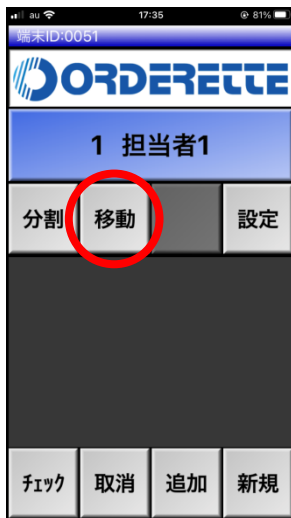 au 17:35 81%
端末ID:0051
ORDERETTE
1 担当者1
分割 移動 設定
ﾁｪｯｸ 取消 追加 新規